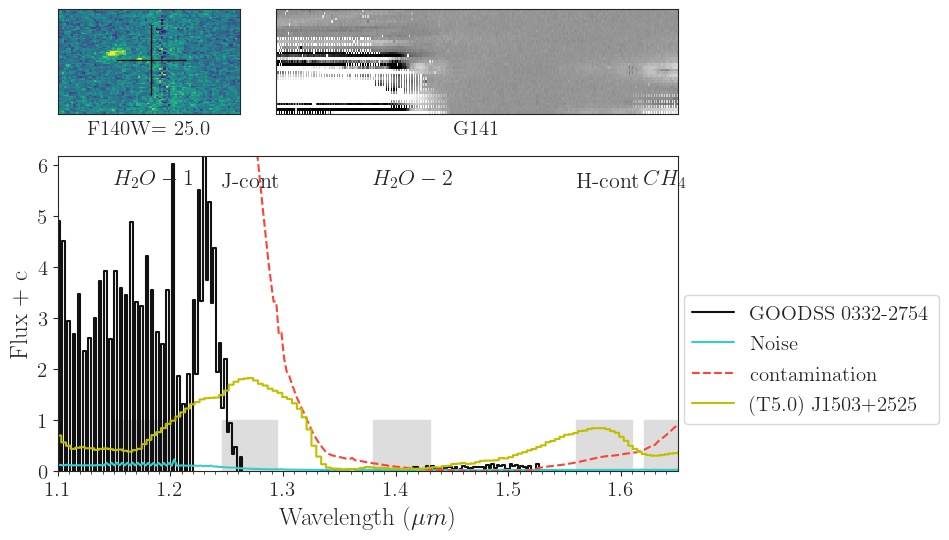 F140W= 25.0
G141
H₂O − 1
J-cont
H₂O − 2
H-cont
CH₄
6
5
4
3
2
1
0
Flux + c
1.1
1.2
1.3
1.4
1.5
1.6
Wavelength (μm)
GOODSS 0332-2754
Noise
contamination
(T5.0) J1503+2525